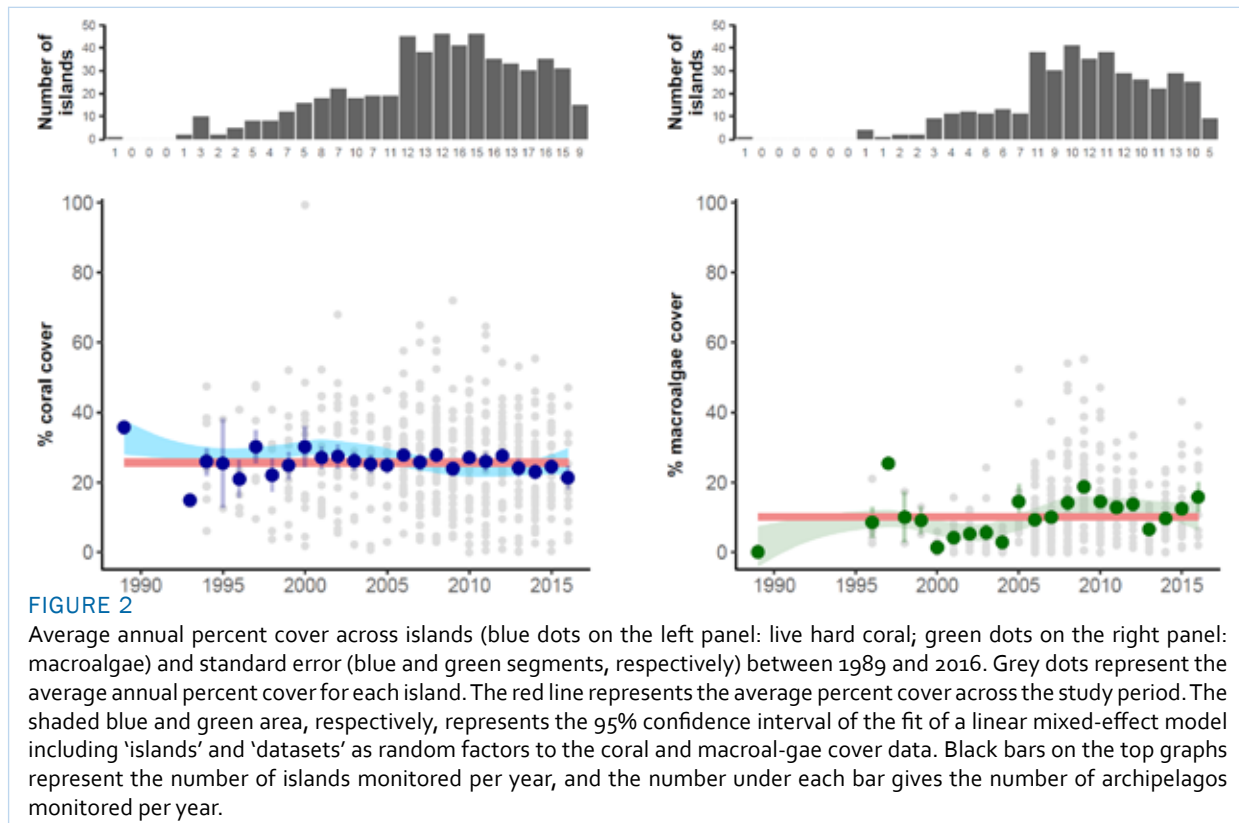 Number of
islands
50
40
30
20
10
0
1 0 0 0 1 3 2 2 5 4 7 5 8 7 10 7 11 12 13 12 16 15 16 13 17 16 15 9
% coral cover
100
80
60
40
20
0
1990 1995 2000 2005 2010 2015
Number of
islands
50
40
30
20
10
0
1 0 0 0 0 0 0 1 1 2 2 3 4 4 6 6 7 11 9 10 12 11 12 10 11 13 10 5
% macroalgae cover
100
80
60
40
20
0
1990 1995 2000 2005 2010 2015
FIGURE 2
Average annual percent cover across islands (blue dots on the left panel: live hard coral; green dots on the right panel:
macroalgae) and standard error (blue and green segments, respectively) between 1989 and 2016. Grey dots represent the
average annual percent cover for each island. The red line represents the average percent cover across the study period. The
shaded blue and green area, respectively, represents the 95% confidence interval of the fit of a linear mixed-effect model
including ‘islands’ and ‘datasets’ as random factors to the coral and macroal-gae cover data. Black bars on the top graphs
represent the number of islands monitored per year, and the number under each bar gives the number of archipelagos
monitored per year.